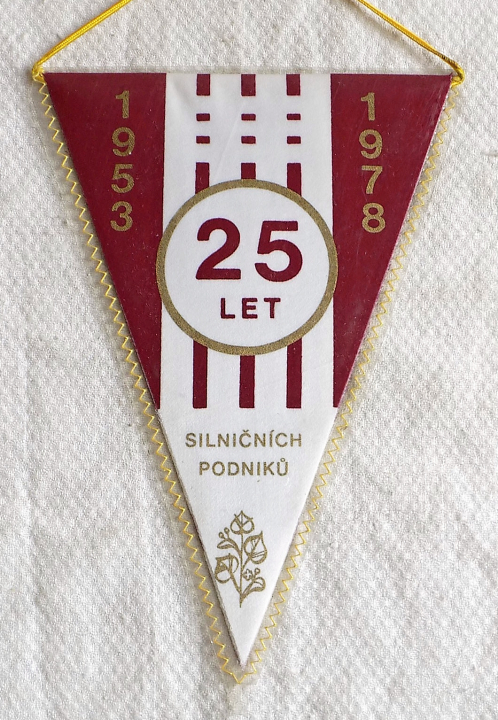 1953
1978
25
LET
SILNIČNÍCH
PODNIKŮ